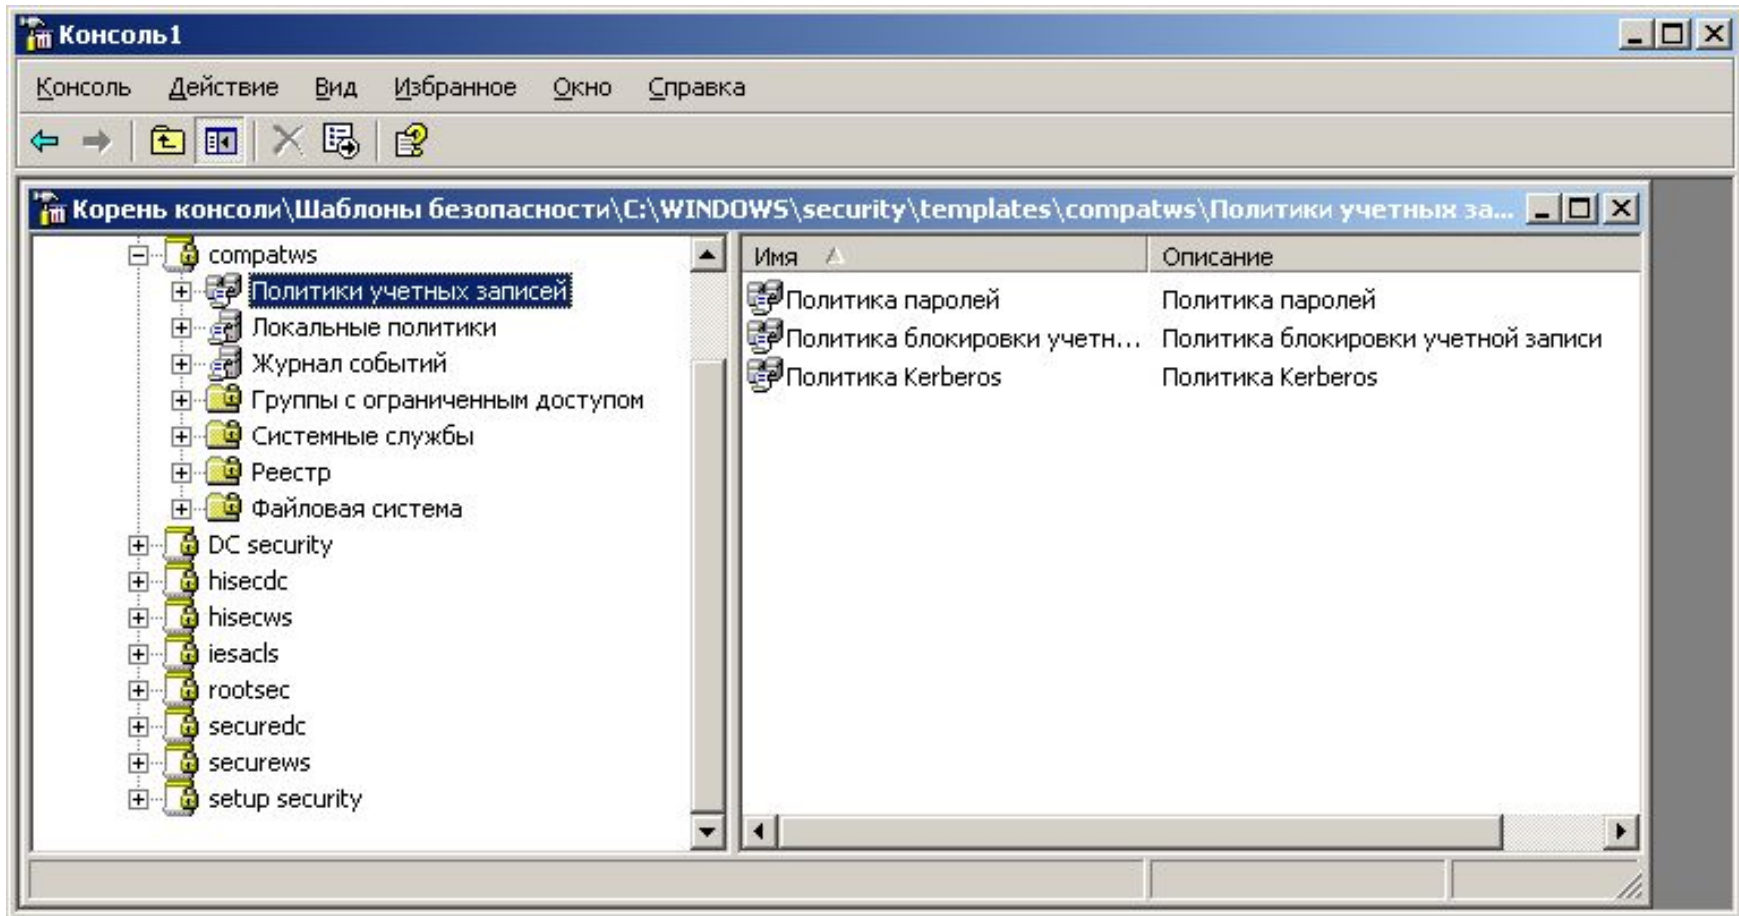 Консоль1
Консоль Действие Вид Избранное Окно Справка
Корень консоли\Шаблоны безопасности\C:\WINDOWS\security\templates\compatws\Политики учетных за...
compatws
Политики учетных записей
Локальные политики
Журнал событий
Группы с ограниченным доступом
Системные службы
Реестр
Файловая система
DC security
hisecdc
hisecws
iesacls
rootsec
securedc
securews
setup security
Имя Описание
Политика паролей Политика паролей
Политика блокировки учетн... Политика блокировки учетной записи
Политика Kerberos Политика Kerberos